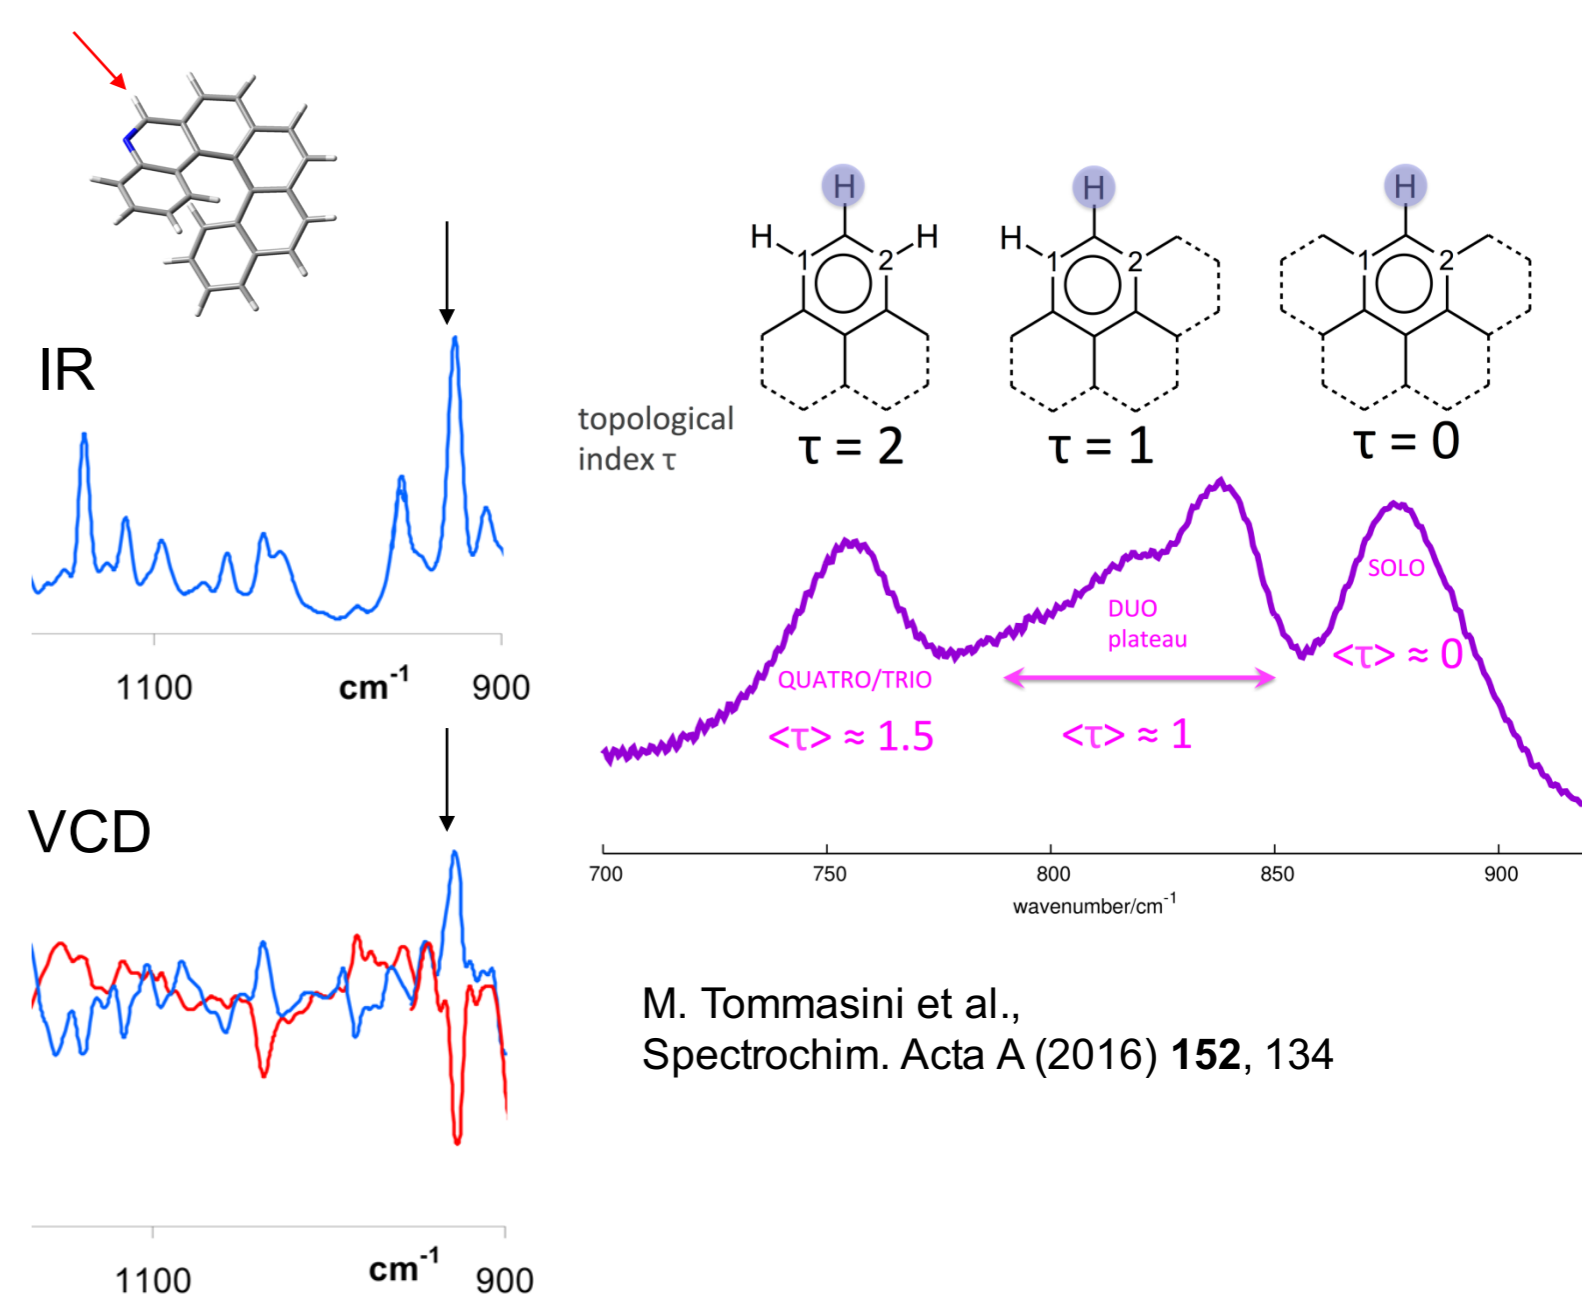 IR
1100 cm-1 900
VCD
1100 cm-1 900
H
H 1 2 H
H
H 1 2
H
1 2
topological
index τ
τ = 2
τ = 1
τ = 0
QUATRO/TRIO
<τ> ≈ 1.5
DUO
plateau
<τ> ≈ 1
SOLO
<τ> ≈ 0
700 750 800 850 900
wavenumber/cm-1
M. Tommasini et al.,
Spectrochim. Acta A (2016) 152, 134